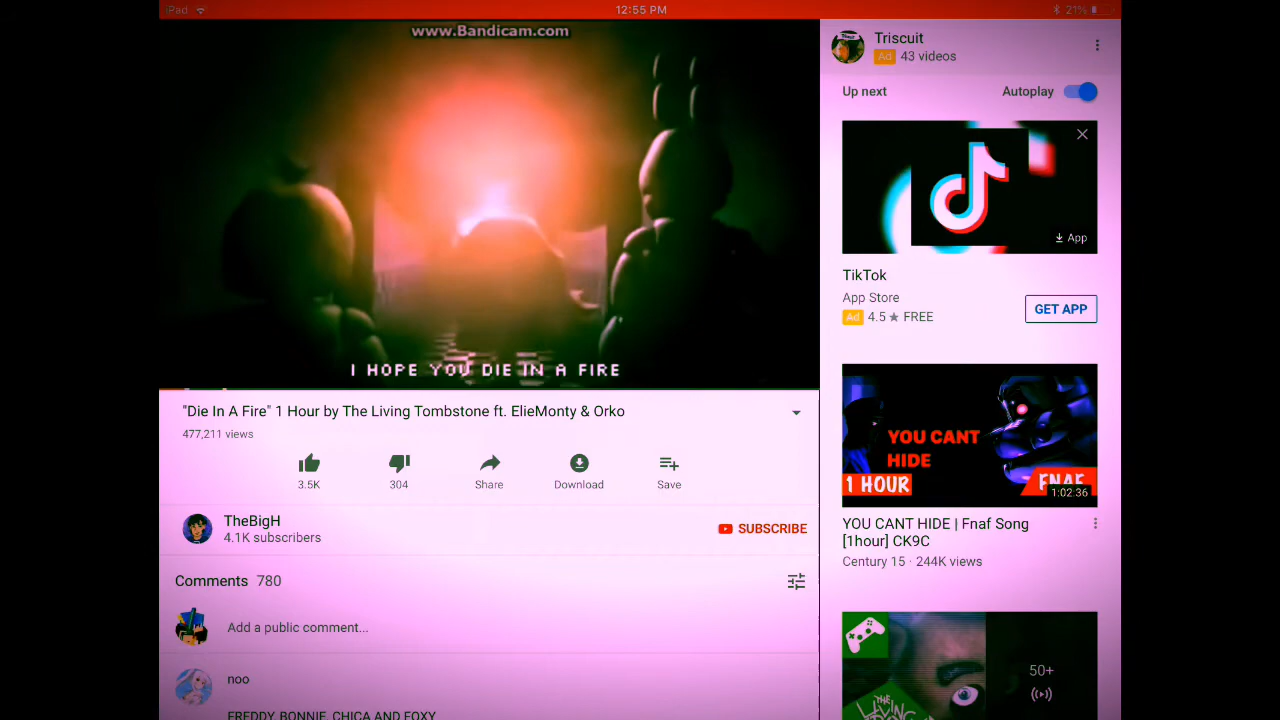 iPad
12:55 PM
21%
www.Bandicam.com
I HOPE YOU DIE IN A FIRE
"Die In A Fire" 1 Hour by The Living Tombstone ft. ElieMonty & Orko
477,211 views
3.5K
304
Share
Download
Save
TheBigH
4.1K subscribers
SUBSCRIBE
Comments 780
Add a public comment...
noo
FREDDY, BONNIE, CHICA AND FOXY
Triscuit
Ad 43 videos
Up next
Autoplay
App
TikTok
App Store
Ad 4.5 ★ FREE
GET APP
YOU CANT
HIDE
1 HOUR
FNAF
1:02:36
YOU CANT HIDE | Fnaf Song
[1hour] CK9C
Century 15 · 244K views
50+
THE
LIVING